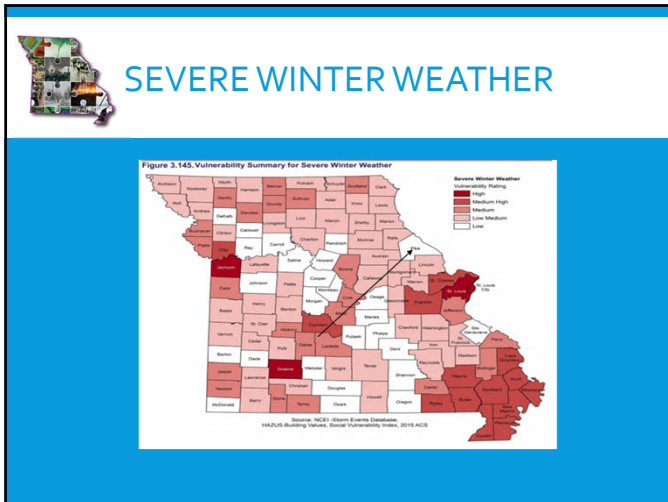 SEVERE WINTER WEATHER
Figure 3.145. Vulnerability Summary for Severe Winter Weather
Severe Winter Weather
Vulnerability Rating
High
Medium High
Medium
Low Medium
Low
Atchison
Nodaway
Worth
Harrison
Mercer
Putnam
Schuyler
Scotland
Clark
Holt
Gentry
Grundy
Sullivan
Adair
Knox
Lewis
Andrew
DeKalb
Daviess
Livingston
Linn
Macon
Shelby
Marion
Buchanan
Clinton
Caldwell
Chariton
Randolph
Monroe
Ralls
Platte
Clay
Ray
Carroll
Pike
Saline
Howard
Boone
Audrain
Lincoln
Jackson
Lafayette
Cooper
Callaway
Montgomery
Warren
St. Charles
St. Louis
St. Louis
City
Cass
Johnson
Pettis
Moniteau
Cole
Osage
Gasconade
Franklin
Jefferson
Bates
Henry
Benton
Morgan
Miller
Maries
Camden
Vernon
St. Clair
Hickory
Pulaski
Phelps
Crawford
Washington
St.
Francois
Ste.
Genevieve
Perry
Cedar
Polk
Dallas
Laclede
Dent
Iron
Madison
Bollinger
Cape
Girardeau
Barton
Dade
Greene
Webster
Wright
Texas
Reynolds
Wayne
Scott
Jasper
Lawrence
Christian
Douglas
Shannon
Carter
Stoddard
Newton
Barry
Stone
Taney
Ozark
Howell
Oregon
Ripley
Butler
New
Madrid
McDonald
Pemiscot
Dunklin
Source: NCEI -Storm Events Database,
HAZUS-Building Values, Social Vulnerability Index, 2015 ACS